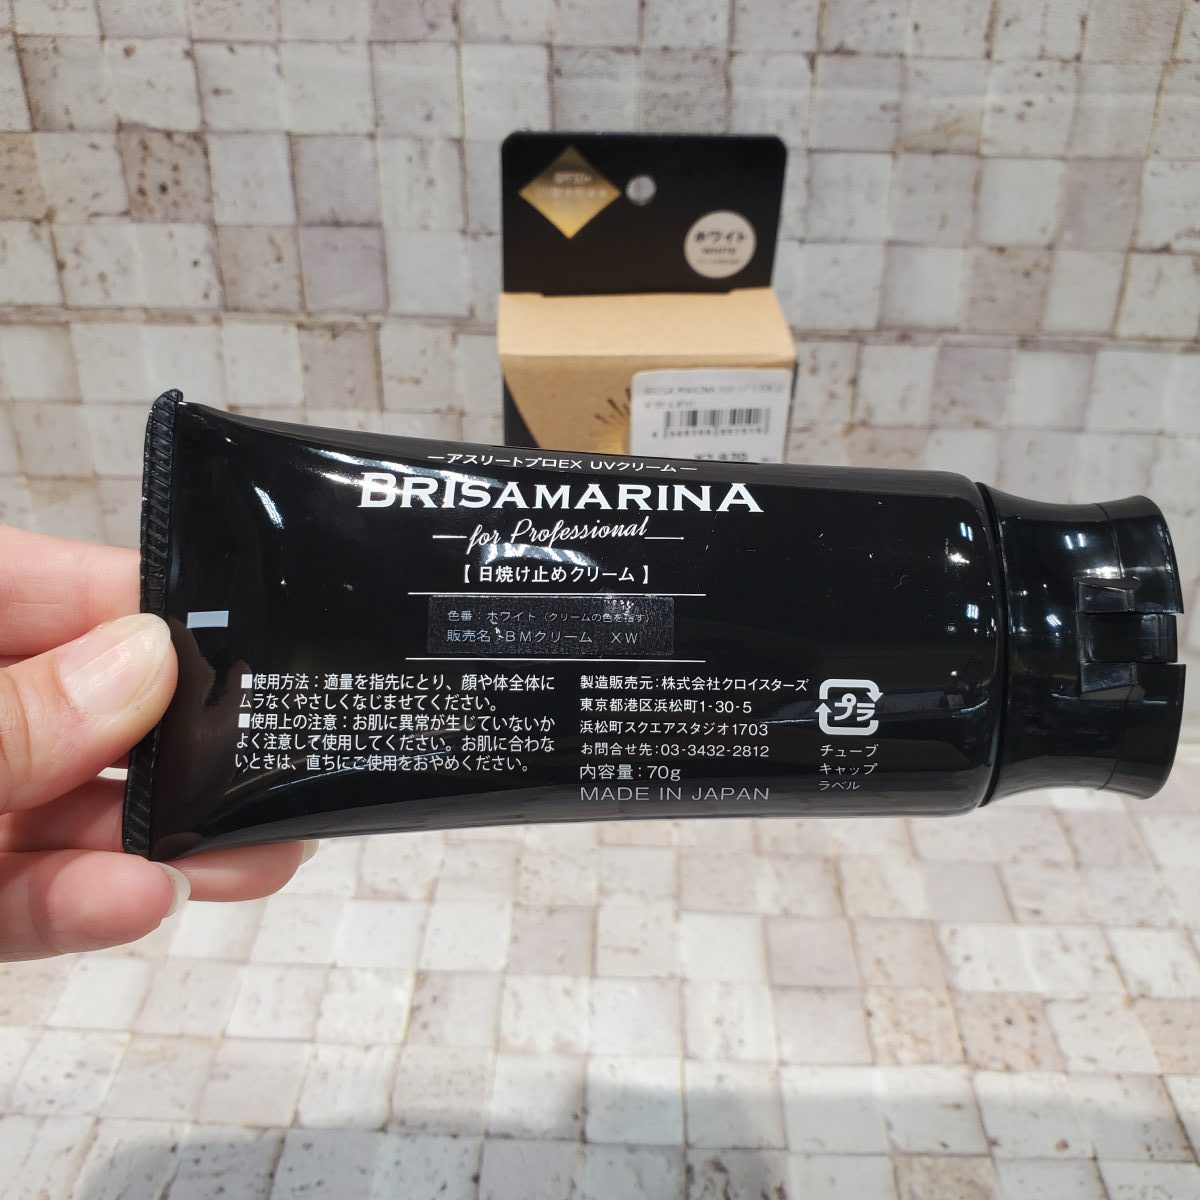 ホワイト
WHITE
—アスリートプロEX UVクリーム—
BRISAMARINA
for Professional
【 日焼け止めクリーム 】
色番：ホワイト（クリームの色を指す）
販売名：BMクリーム XW
■使用方法：適量を指先にとり、顔や体全体に
ムラなくやさしくなじませてください。
■使用上の注意：お肌に異常が生じていないか
よく注意して使用してください。お肌に合わな
いときは、直ちにご使用をおやめください。
製造販売元：株式会社クロイスターズ
東京都港区浜松町1-30-5
浜松町スクエアスタジオ1703
お問合せ先：03-3432-2812
内容量：70g
MADE IN JAPAN
プラ
チューブ
キャップ
ラベル